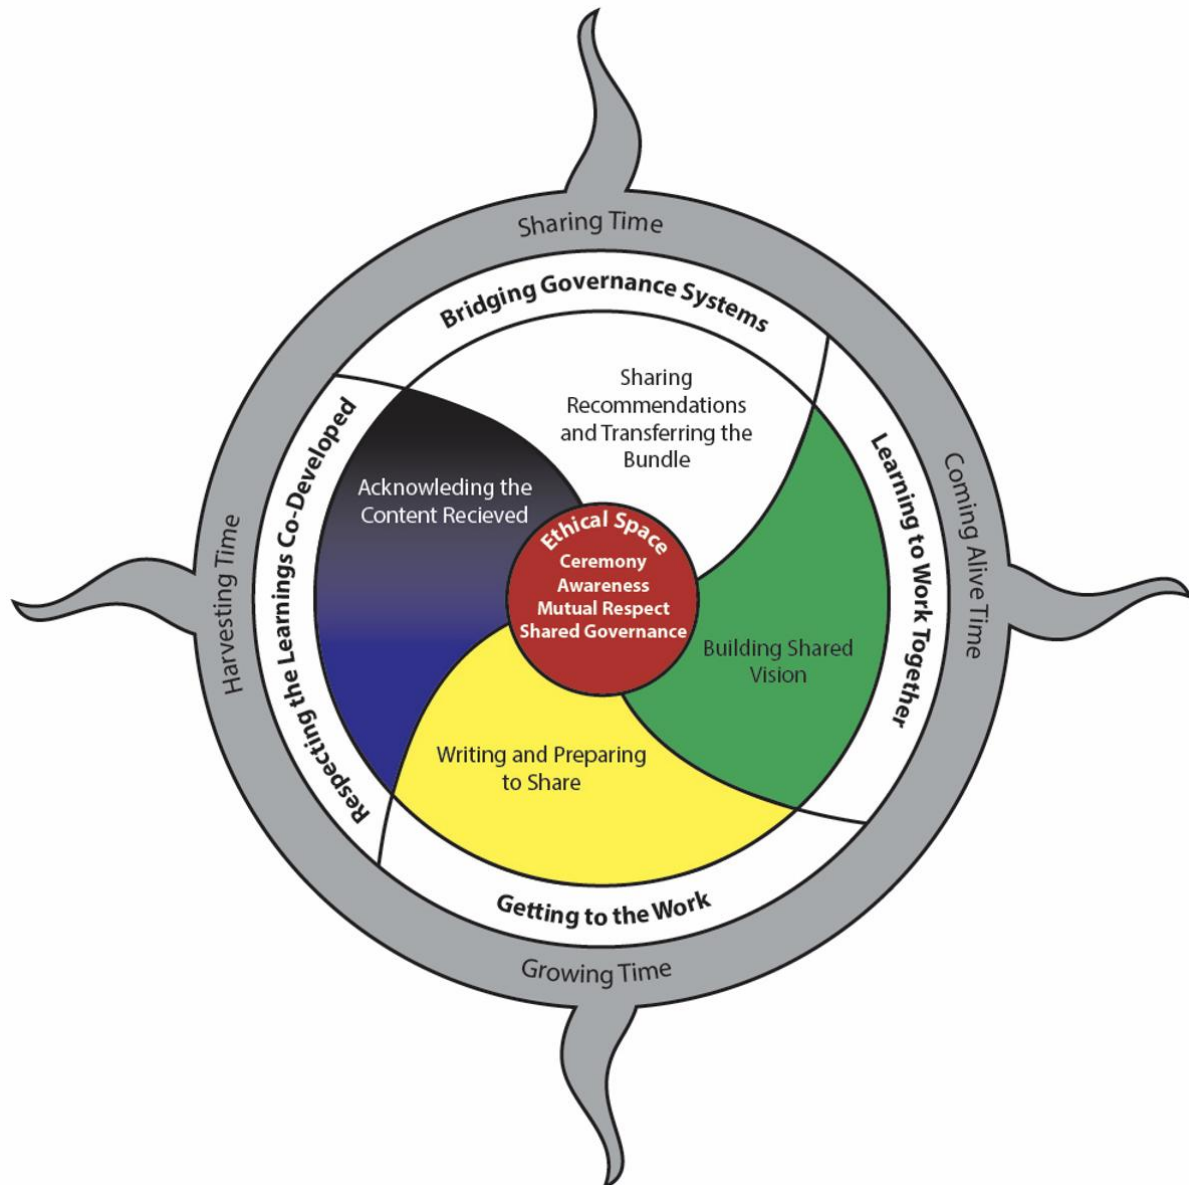 Sharing Time
Bridging Governance Systems
Sharing
Recommendations
and Transferring the
Bundle
Coming Alive Time
Learning to Work Together
Building Shared
Vision
Growing Time
Getting to the Work
Writing and Preparing
to Share
Harvesting Time
Respecting the Learnings Co-Developed
Acknowleding the
Content Recieved
Ethical Space
Ceremony
Awareness
Mutual Respect
Shared Governance